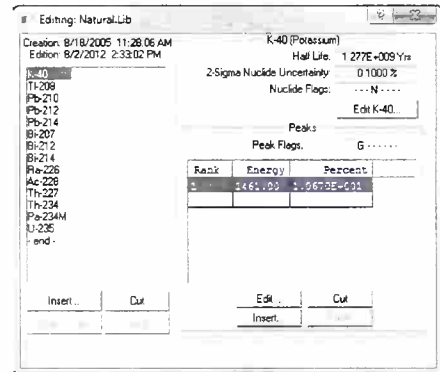 Editing: Natural.Lib
Creation: 8/18/2005 11:28:06 AM
Edition: 8/2/2012 2:33:02 PM
K-40
Tl-208
Pb-210
Pb-212
Pb-214
Bi-207
Bi-212
Bi-214
Ra-226
Ac-228
Th-227
Th-234
Pa-234M
U-235
- end -
Insert...
Cut
K-40 (Potassium)
Half Life: 1.277E+009 Yrs
2-Sigma Nuclide Uncertainty: 0.1000 %
Nuclide Flags: - - - N - - - -
Edit K-40...
Peaks
Peak Flags: G - - - - - -
Rank Energy Percent
1 1.0670E+001
Edit...
Cut
Insert...